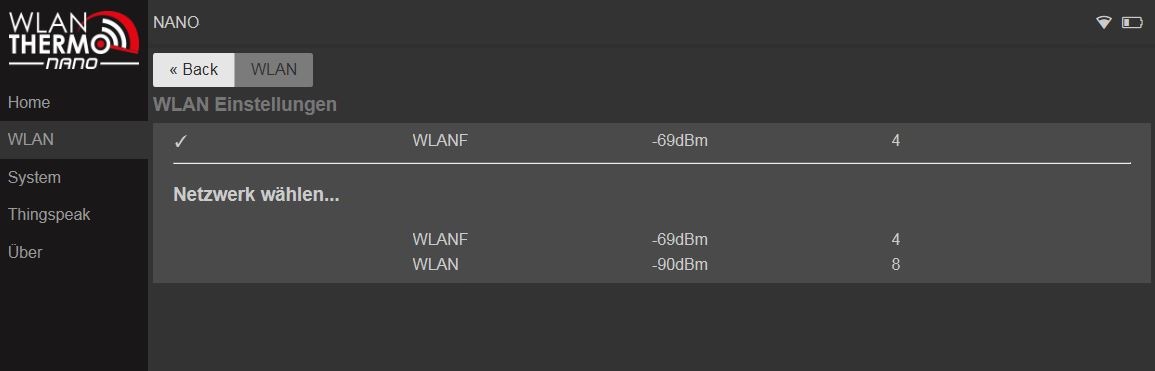 WLAN
THERMO
NANO
NANO
« Back WLAN
Home
WLAN
System
Thingspeak
Über
WLAN Einstellungen
✓ WLANF -69dBm 4
Netzwerk wählen...
WLANF -69dBm 4
WLAN -90dBm 8